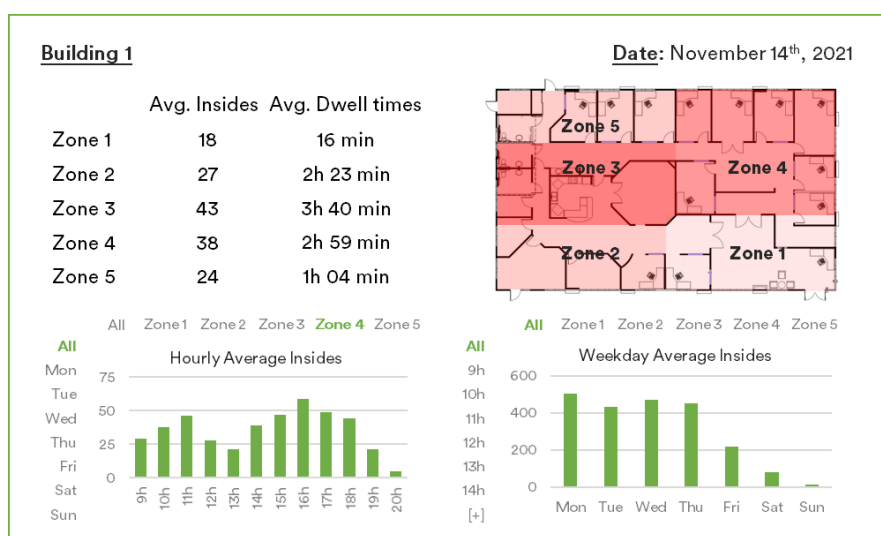 Building 1
Date: November 14th, 2021
Avg. Insides Avg. Dwell times
Zone 1 18 16 min
Zone 2 27 2h 23 min
Zone 3 43 3h 40 min
Zone 4 38 2h 59 min
Zone 5 24 1h 04 min
Zone 5
Zone 3 Zone 4
Zone 2 Zone 1
All Zone 1 Zone 2 Zone 3 Zone 4 Zone 5
All
Mon
Tue
Wed
Thu
Fri
Sat
Sun
Hourly Average Insides
75
50
25
0
9h 10h 11h 12h 13h 14h 15h 16h 17h 18h 19h 20h
All Zone 1 Zone 2 Zone 3 Zone 4 Zone 5
All
9h
10h
11h
12h
13h
14h
[+]
Weekday Average Insides
600
400
200
0
Mon Tue Wed Thu Fri Sat Sun